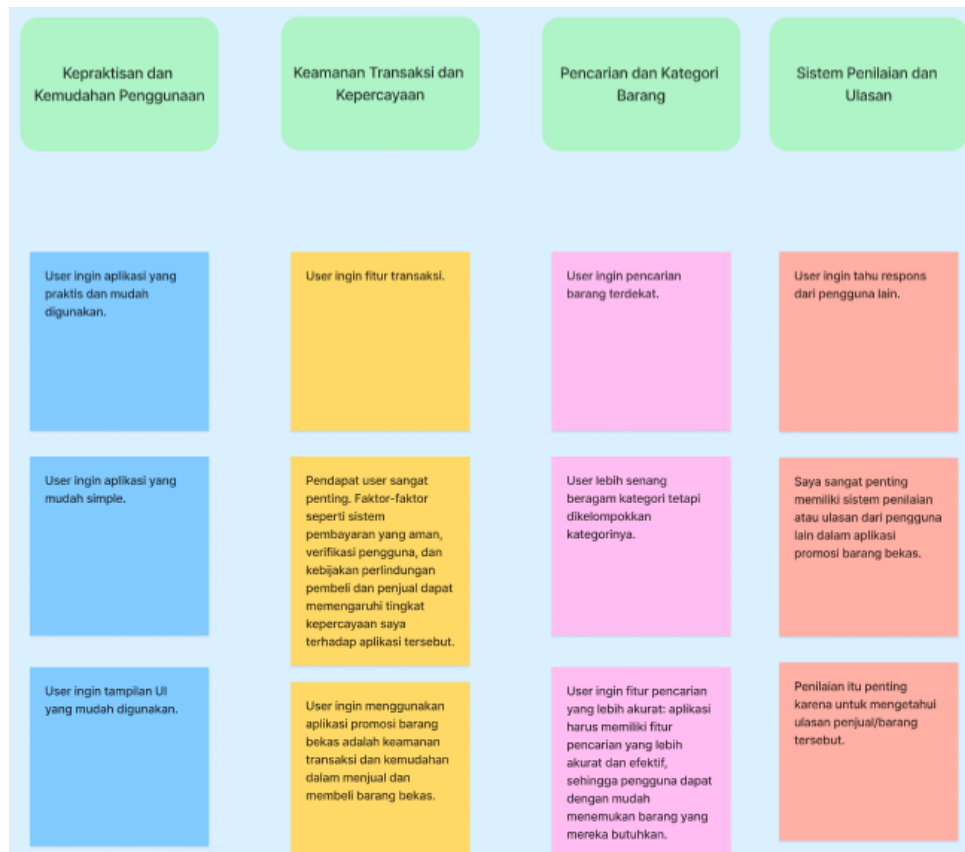 Kepraktisan dan
Kemudahan Penggunaan
Keamanan Transaksi dan
Kepercayaan
Pencarian dan Kategori
Barang
Sistem Penilaian dan
Ulasan
User ingin aplikasi yang
praktis dan mudah
digunakan.
User ingin fitur transaksi.
User ingin pencarian
barang terdekat.
User ingin tahu respons
dari pengguna lain.
User ingin aplikasi yang
mudah simple.
Pendapat user sangat
penting. Faktor-faktor
seperti sistem
pembayaran yang aman,
verifikasi pengguna, dan
kebijakan perlindungan
pembeli dan penjual dapat
memengaruhi tingkat
kepercayaan saya
terhadap aplikasi tersebut.
User lebih senang
beragam kategori tetapi
dikelompokkan
kategorinya.
Saya sangat penting
memiliki sistem penilaian
atau ulasan dari pengguna
lain dalam aplikasi
promosi barang bekas.
User ingin tampilan UI
yang mudah digunakan.
User ingin menggunakan
aplikasi promosi barang
bekas adalah keamanan
transaksi dan kemudahan
dalam menjual dan
membeli barang bekas.
User ingin fitur pencarian
yang lebih akurat: aplikasi
harus memiliki fitur
pencarian yang lebih
akurat dan efektif,
sehingga pengguna dapat
dengan mudah
menemukan barang yang
mereka butuhkan.
Penilaian itu penting
karena untuk mengetahui
ulasan penjual/barang
tersebut.